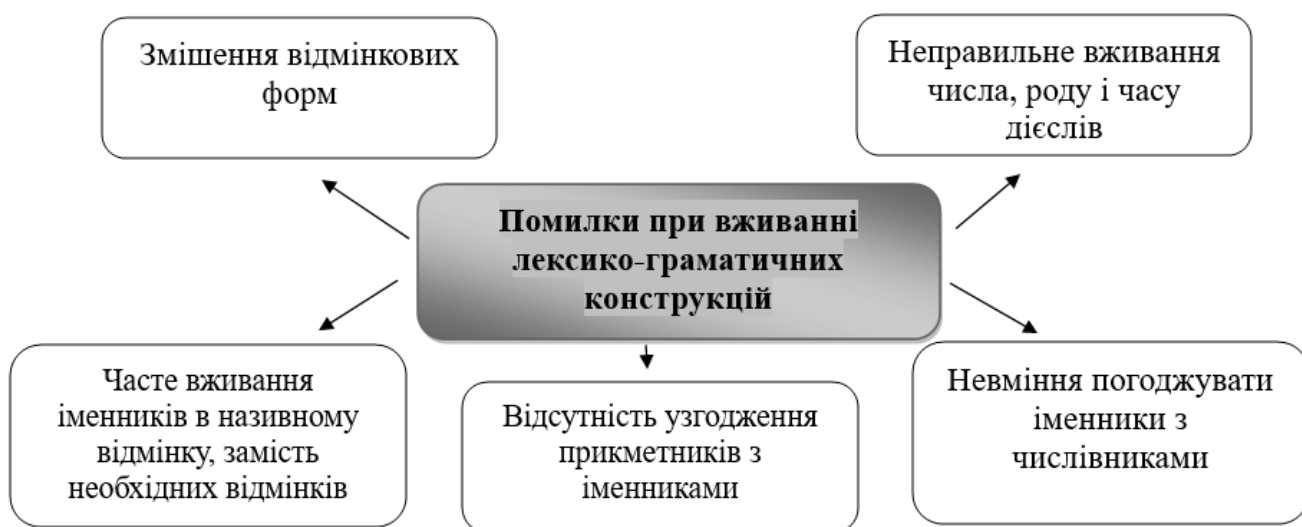 Змішення відмінкових
форм
Неправильне вживання
числа, роду і часу
дієслів
Помилки при вживанні
лексико-граматичних
конструкцій
Часте вживання
іменників в називному
відмінку, замість
необхідних відмінків
Відсутність узгодження
прикметників з
іменниками
Невміння погоджувати
іменники з
числівниками